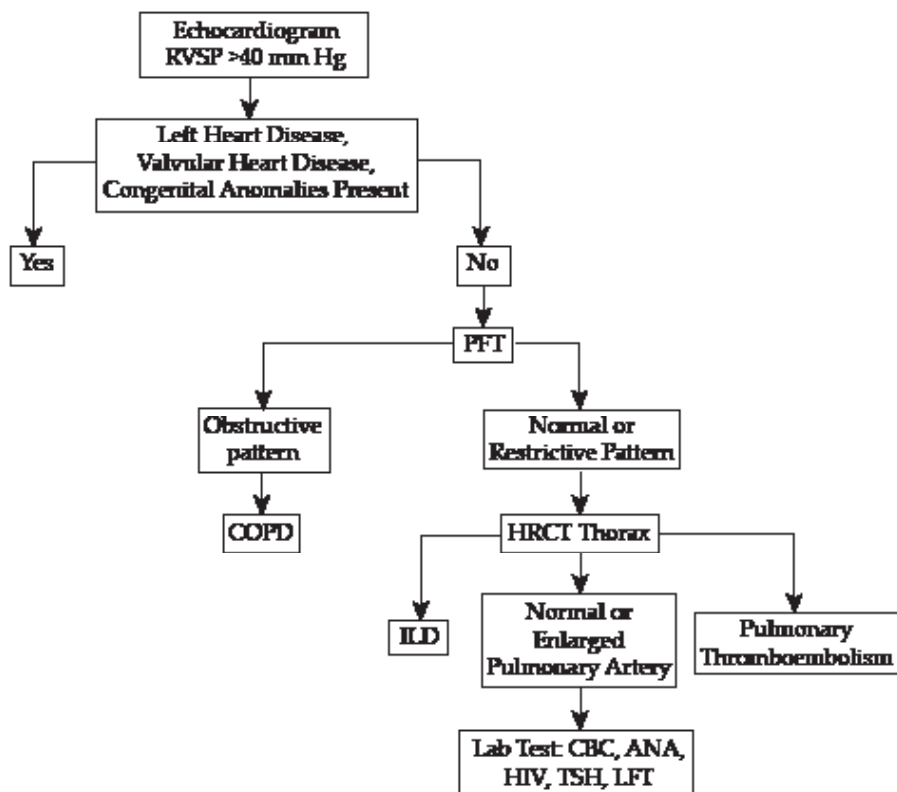 Echocardiogram
RVSP >40 mm Hg
Left Heart Disease,
Valvular Heart Disease,
Congenital Anomalies Present
Yes
No
PFT
Obstructive
pattern
Normal or
Restrictive Pattern
COPD
HRCT Thorax
ILD
Normal or
Enlarged
Pulmonary Artery
Pulmonary
Thromboembolism
Lab Test: CBC, ANA,
HIV, TSH, LFT